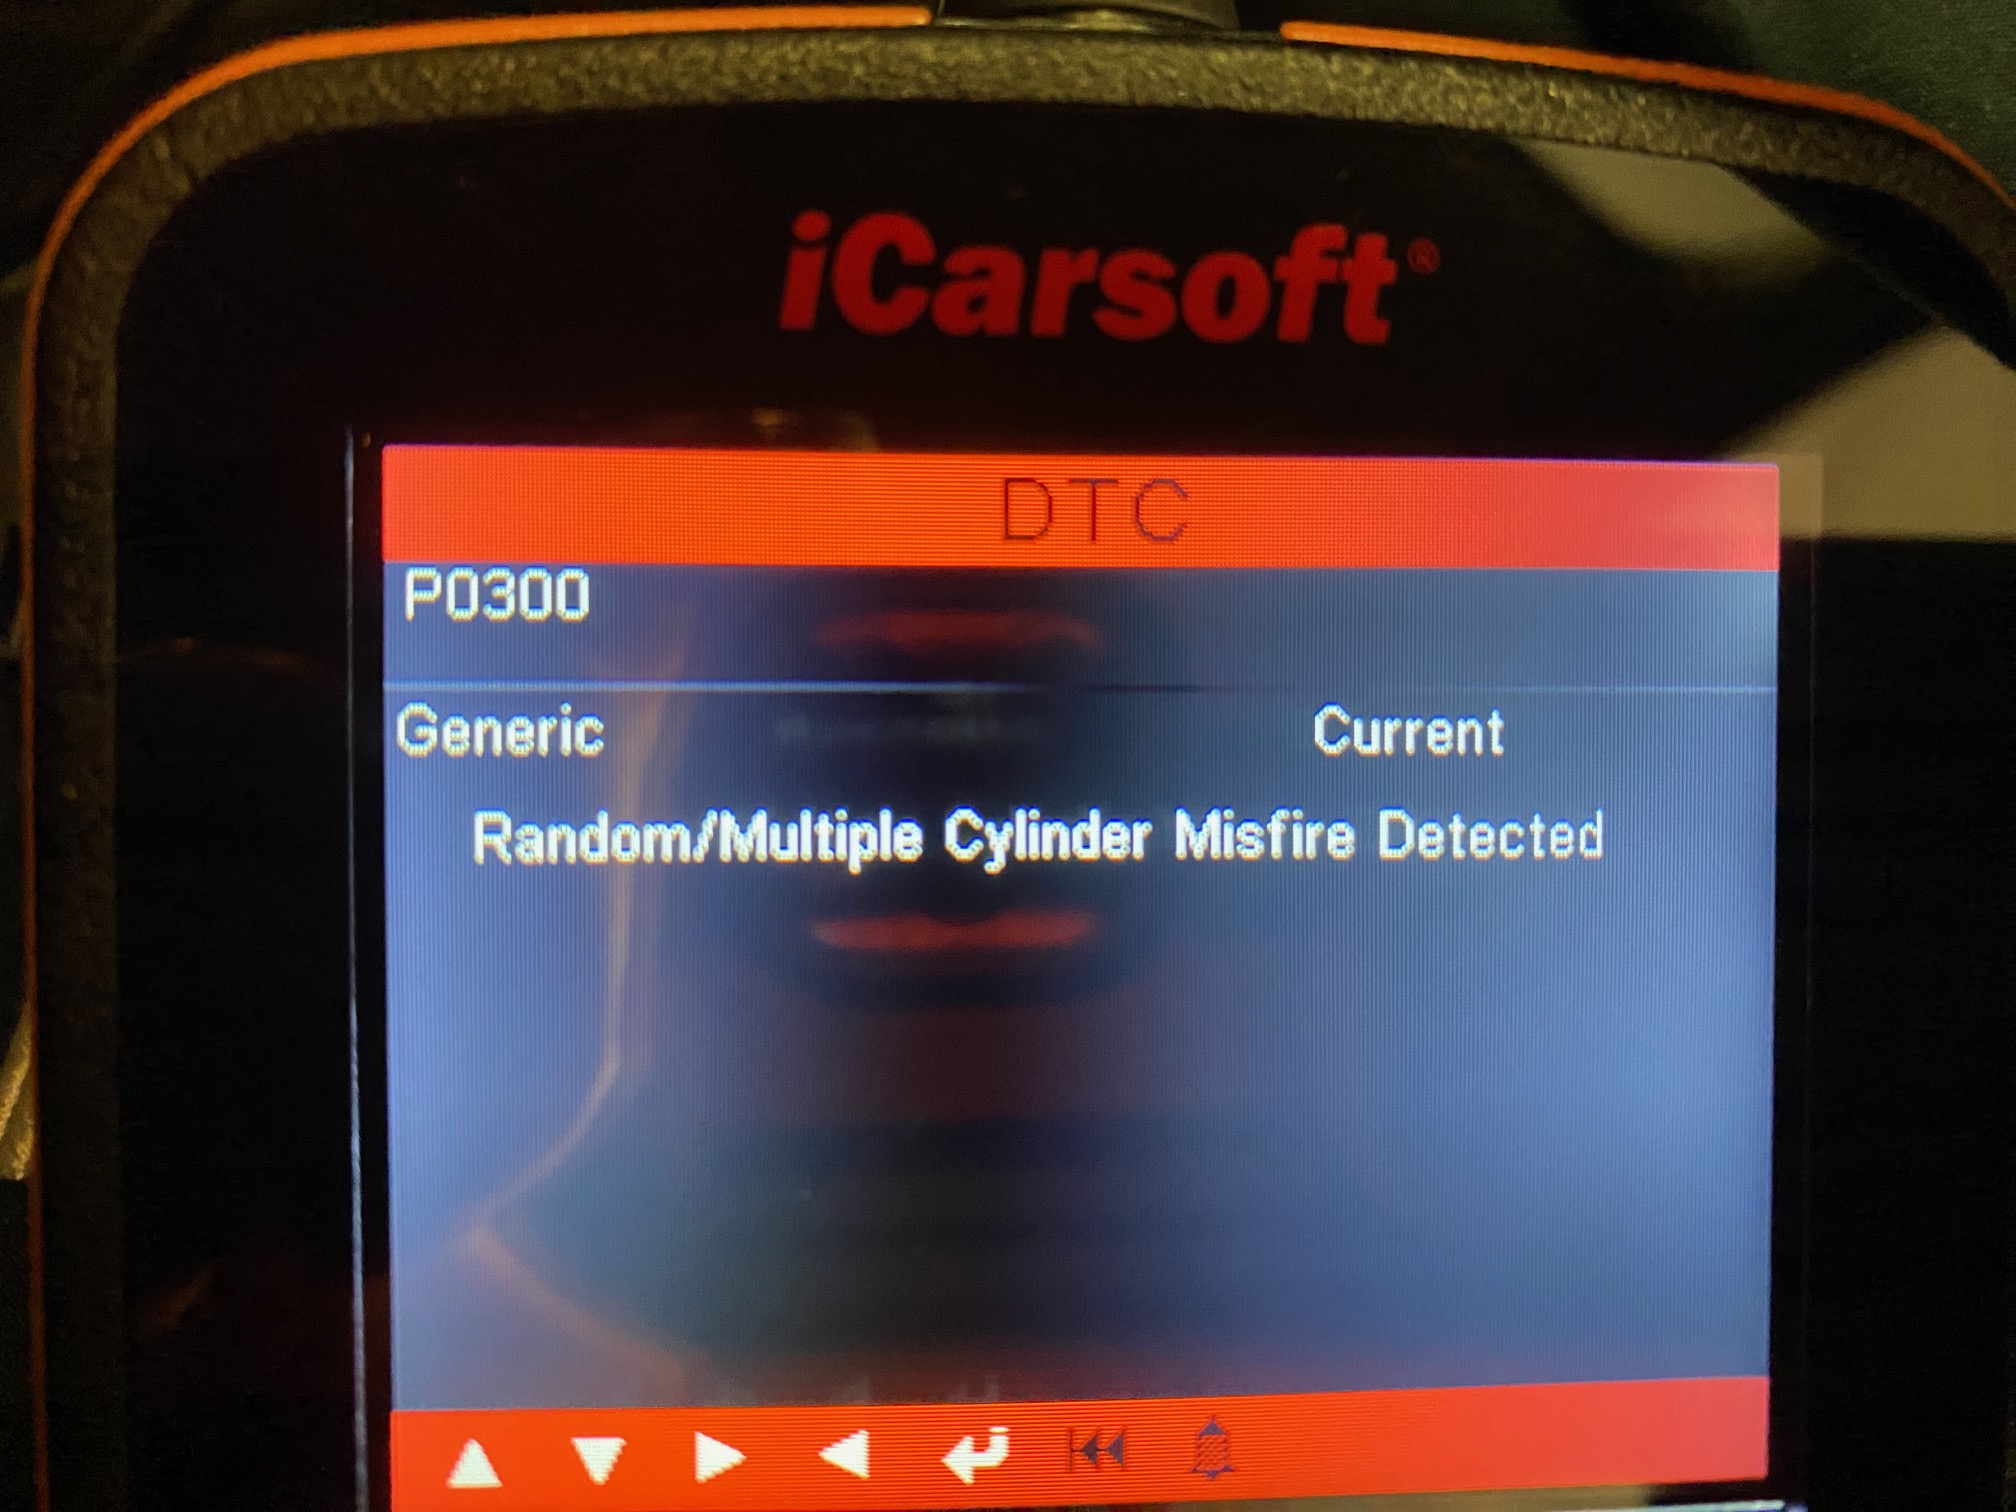 iCarsoft®
DTC
P0300
Generic Current
Random/Multiple Cylinder Misfire Detected